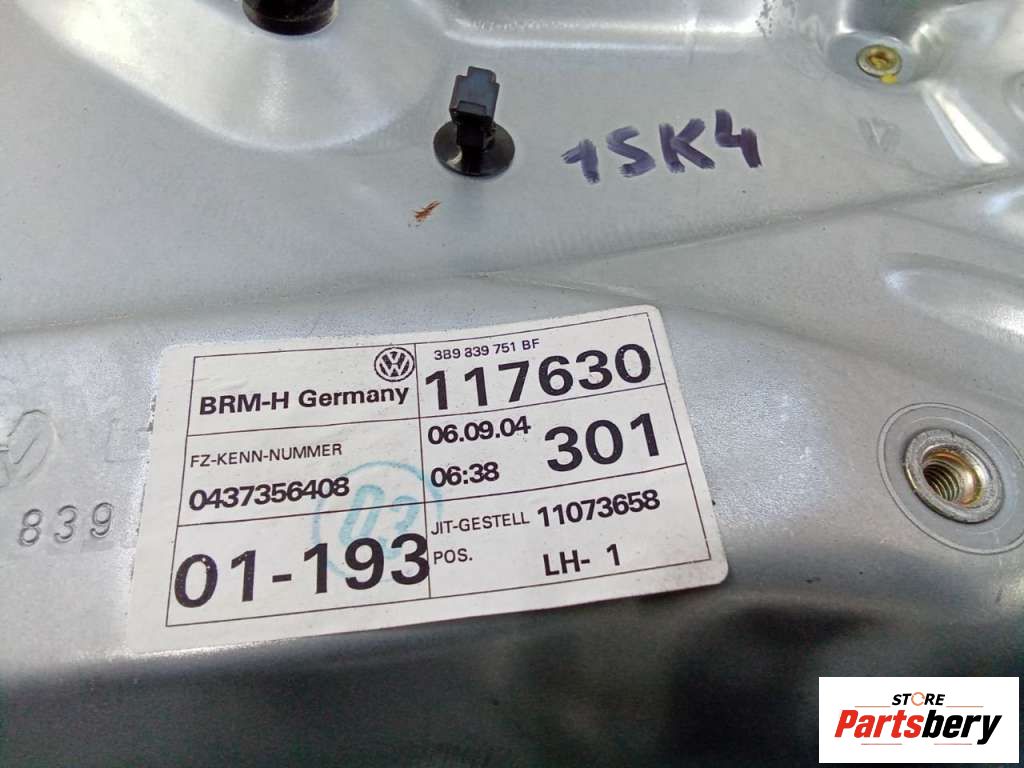 1SK4
3B9 839 751 BF
BRM-H Germany
117630
FZ-KENN-NUMMER
0437356408
06.09.04
06:38
301
03
01-193
JIT-GESTELL 11073658
POS. LH- 1
839
STORE
Partsbery